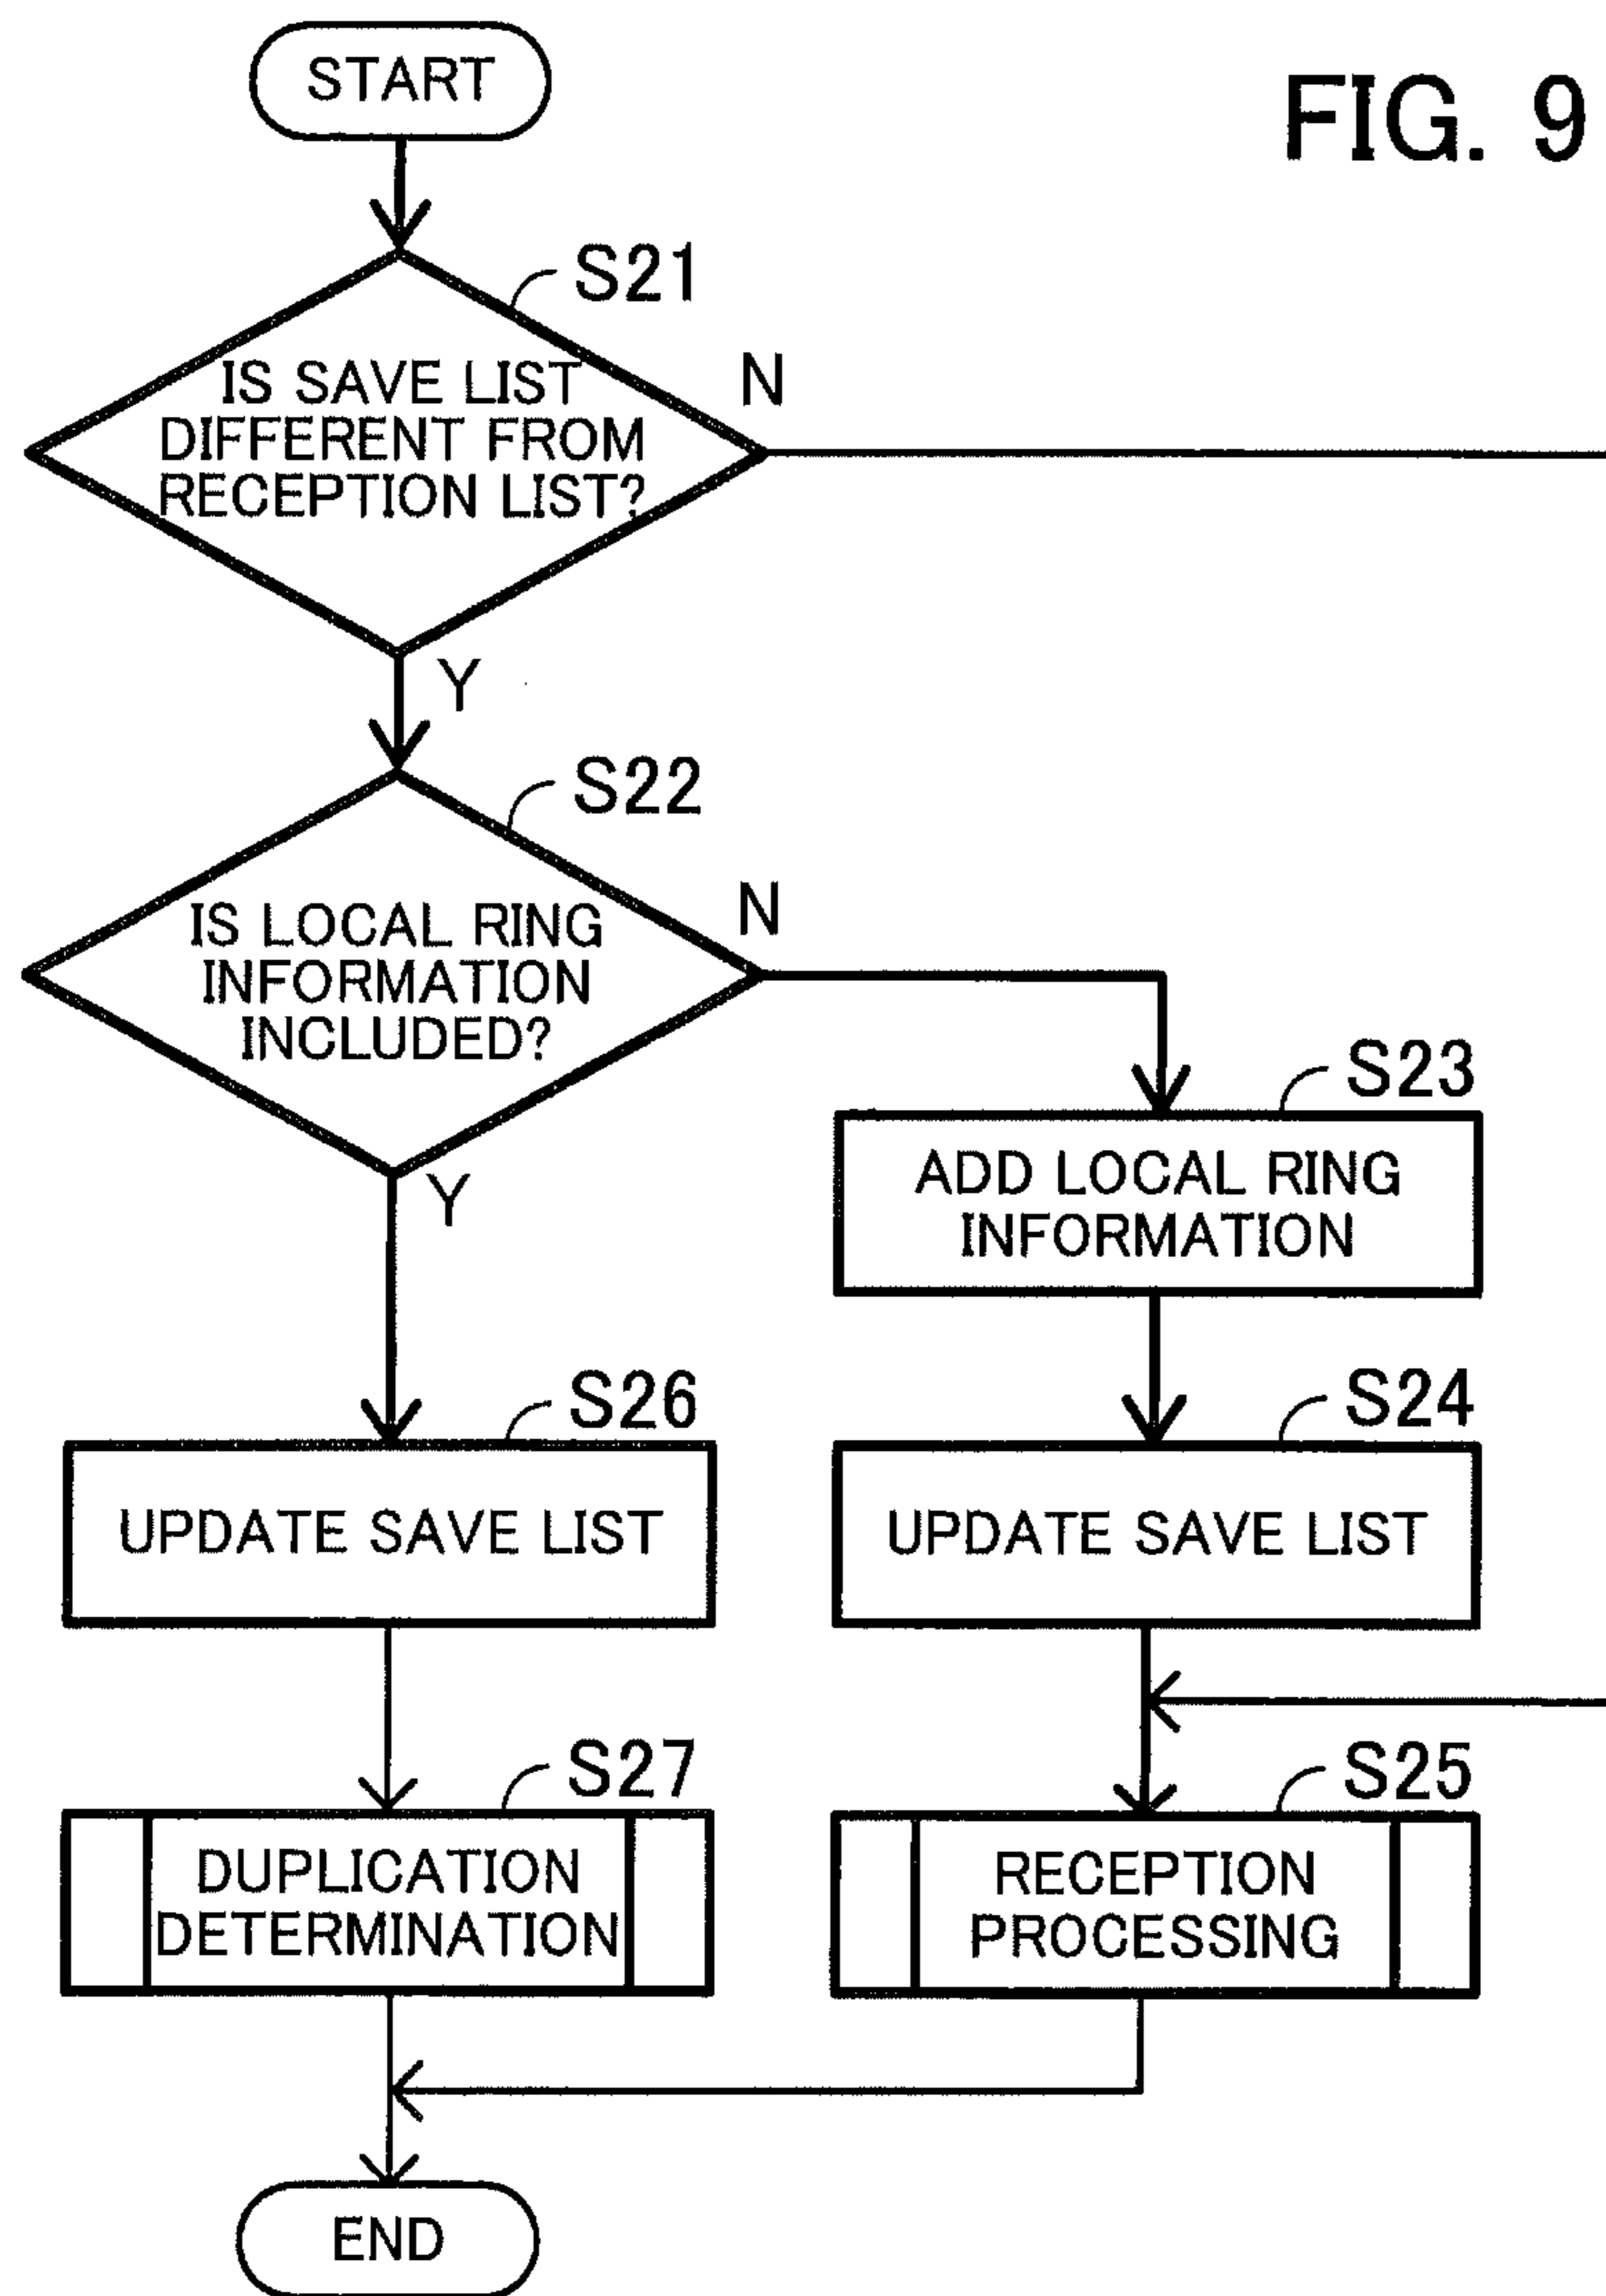 FIG. 9
START
S21
IS SAVE LIST
DIFFERENT FROM
RECEPTION LIST?
N
Y
S22
IS LOCAL RING
INFORMATION
INCLUDED?
N
Y
S23
ADD LOCAL RING
INFORMATION
S26
UPDATE SAVE LIST
S24
UPDATE SAVE LIST
S27
DUPLICATION
DETERMINATION
S25
RECEPTION
PROCESSING
END